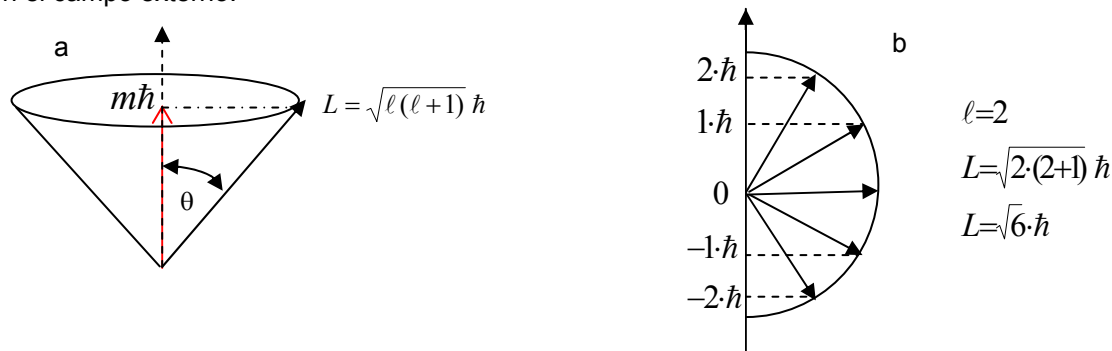 el campo externo.
a
mħ
L = √ℓ(ℓ+1) ħ
θ
b
2·ħ
1·ħ
0
−1·ħ
−2·ħ
ℓ=2
L=√2·(2+1) ħ
L=√6·ħ